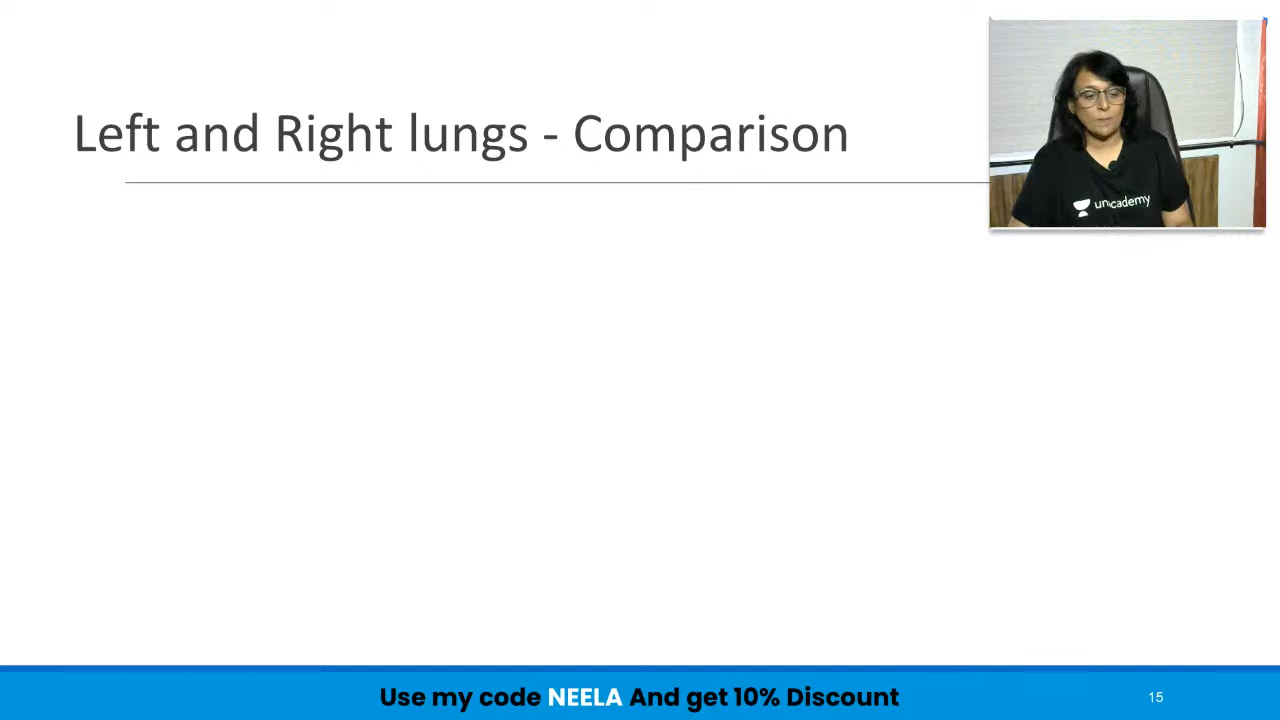 Left and Right lungs - Comparison
unacademy
Use my code NEELA And get 10% Discount
15